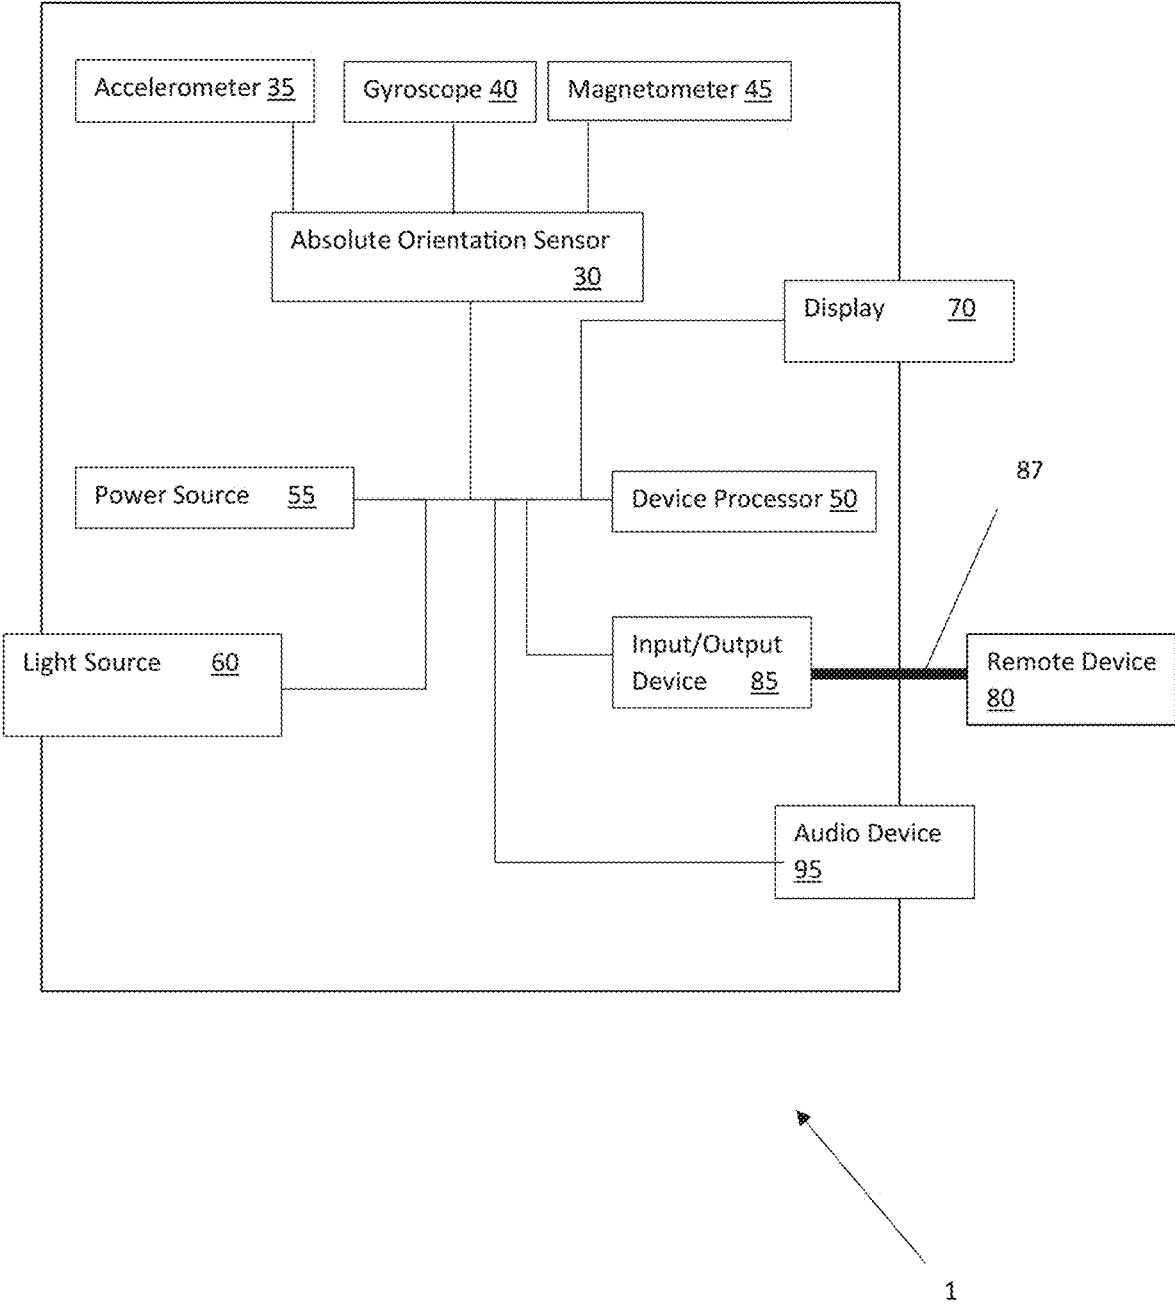 Accelerometer 35
Gyroscope 40
Magnetometer 45
Absolute Orientation Sensor
30
Display 70
Power Source 55
Device Processor 50
87
Light Source 60
Input/Output
Device 85
Remote Device
80
Audio Device
95
1